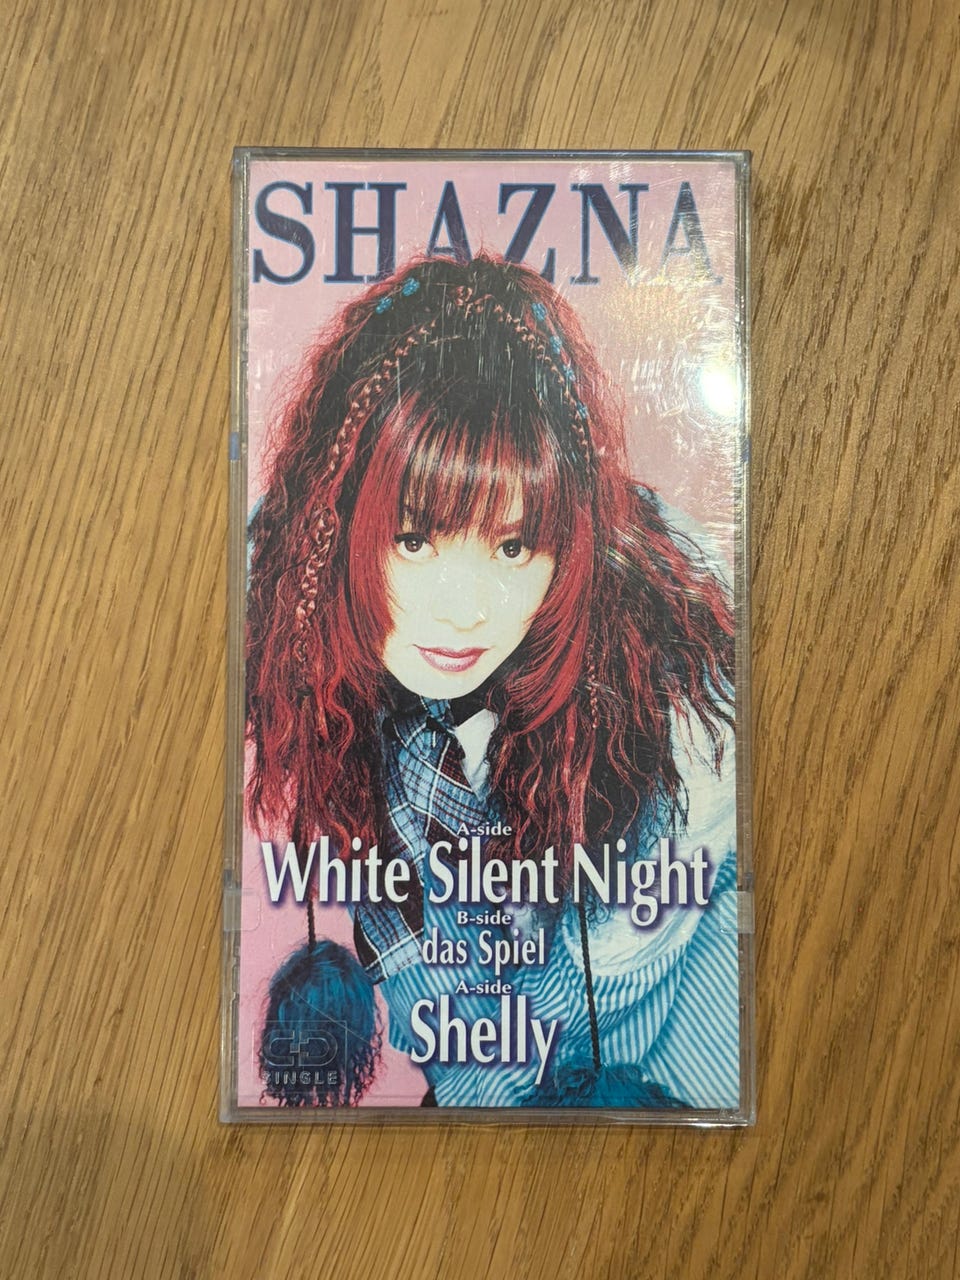 SHAZNA
A-side
White Silent Night
B-side
das Spiel
A-side
Shelly
CD
SINGLE